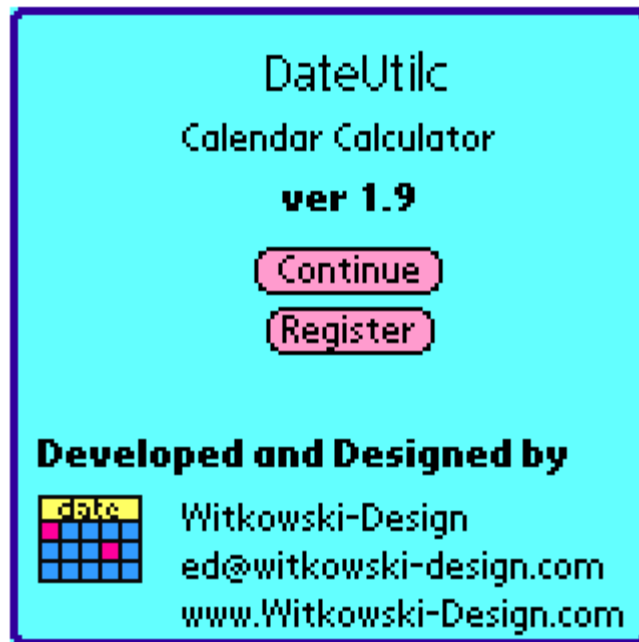 DateUtilc
Calendar Calculator
ver 1.9
Continue
Register
Developed and Designed by
date
Witkowski-Design
ed@witkowski-design.com
www.Witkowski-Design.com